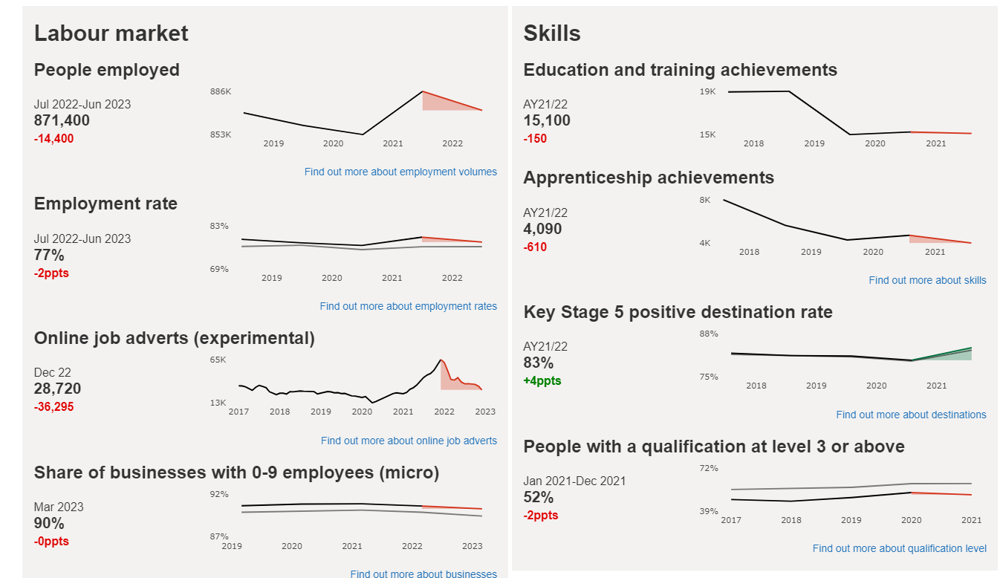 Labour market
People employed
Jul 2022-Jun 2023
871,400
-14,400
886K
853K
2019 2020 2021 2022
Find out more about employment volumes
Employment rate
Jul 2022-Jun 2023
77%
-2ppts
83%
69%
2019 2020 2021 2022
Find out more about employment rates
Online job adverts (experimental)
Dec 22
28,720
-36,295
65K
13K
2017 2018 2019 2020 2021 2022 2023
Find out more about online job adverts
Share of businesses with 0-9 employees (micro)
Mar 2023
90%
-0ppts
92%
87%
2019 2020 2021 2022 2023
Find out more about businesses
Skills
Education and training achievements
AY21/22
15,100
-150
19K
15K
2018 2019 2020 2021
Apprenticeship achievements
AY21/22
4,090
-610
8K
4K
2018 2019 2020 2021
Find out more about skills
Key Stage 5 positive destination rate
AY21/22
83%
+4ppts
88%
75%
2018 2019 2020 2021
Find out more about destinations
People with a qualification at level 3 or above
Jan 2021-Dec 2021
52%
-2ppts
72%
39%
2017 2018 2019 2020 2021
Find out more about qualification level